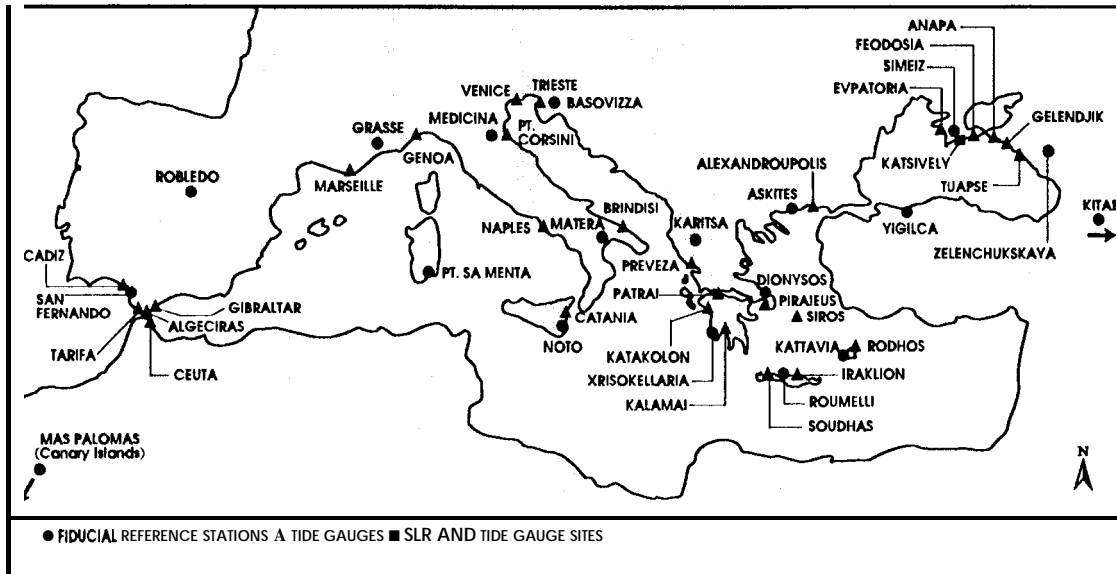 ANAPA
FEODOSIA
SIMEIZ
EVPATORIA
VENICE
TRIESTE
BASOVIZZA
MEDICINA
PT.
CORSINI
GELENDJIK
GRASSE
GENOA
KATSIVELY
MARSEILLE
ALEXANDROUPOLIS
TUAPSE
ROBLEDO
ASKITES
BRINDISI
NAPLES
MATERA
KARITSA
YIGILCA
ZELENCHUKSKAYA
CADIZ
PREVEZA
PT. SA MENTA
DIONYSOS
SAN
FERNANDO
GIBRALTAR
PATRAI
PIRAJEUS
SIROS
ALGECIRAS
CATANIA
TARIFA
NOTO
KATTAVIA
RODHOS
CEUTA
KATAKOLON
XRISOKELLARIA
IRAKLION
KALAMAI
ROUMELLI
SOUDHAS
MAS PALOMAS
(Canary Islands)
N
● FIDUCIAL REFERENCE STATIONS Α TIDE GAUGES ■ SLR AND TIDE GAUGE SITES